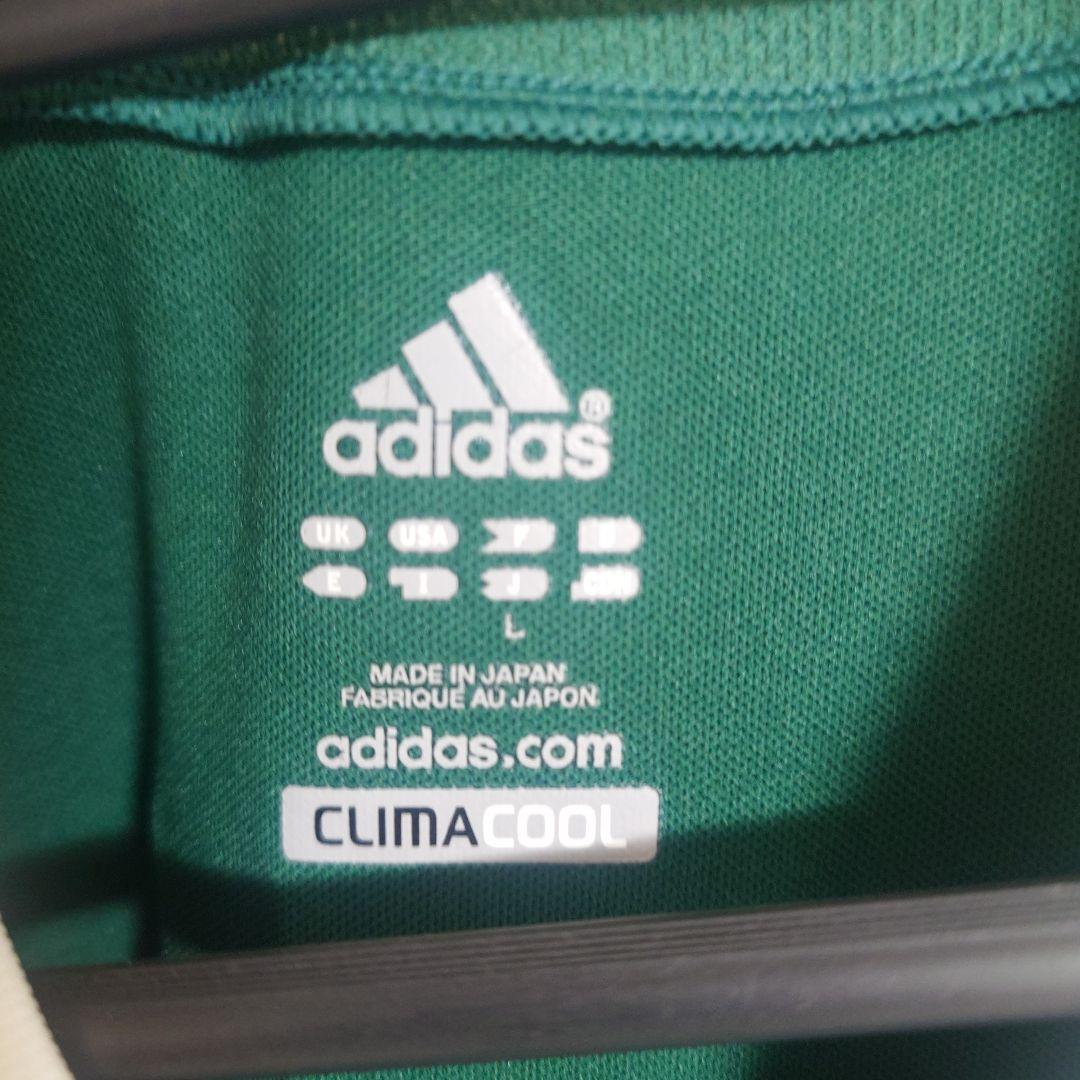 adidas®
UK USA F
E I J
L
MADE IN JAPAN
FABRIQUE AU JAPON
adidas.com
CLIMACOOL